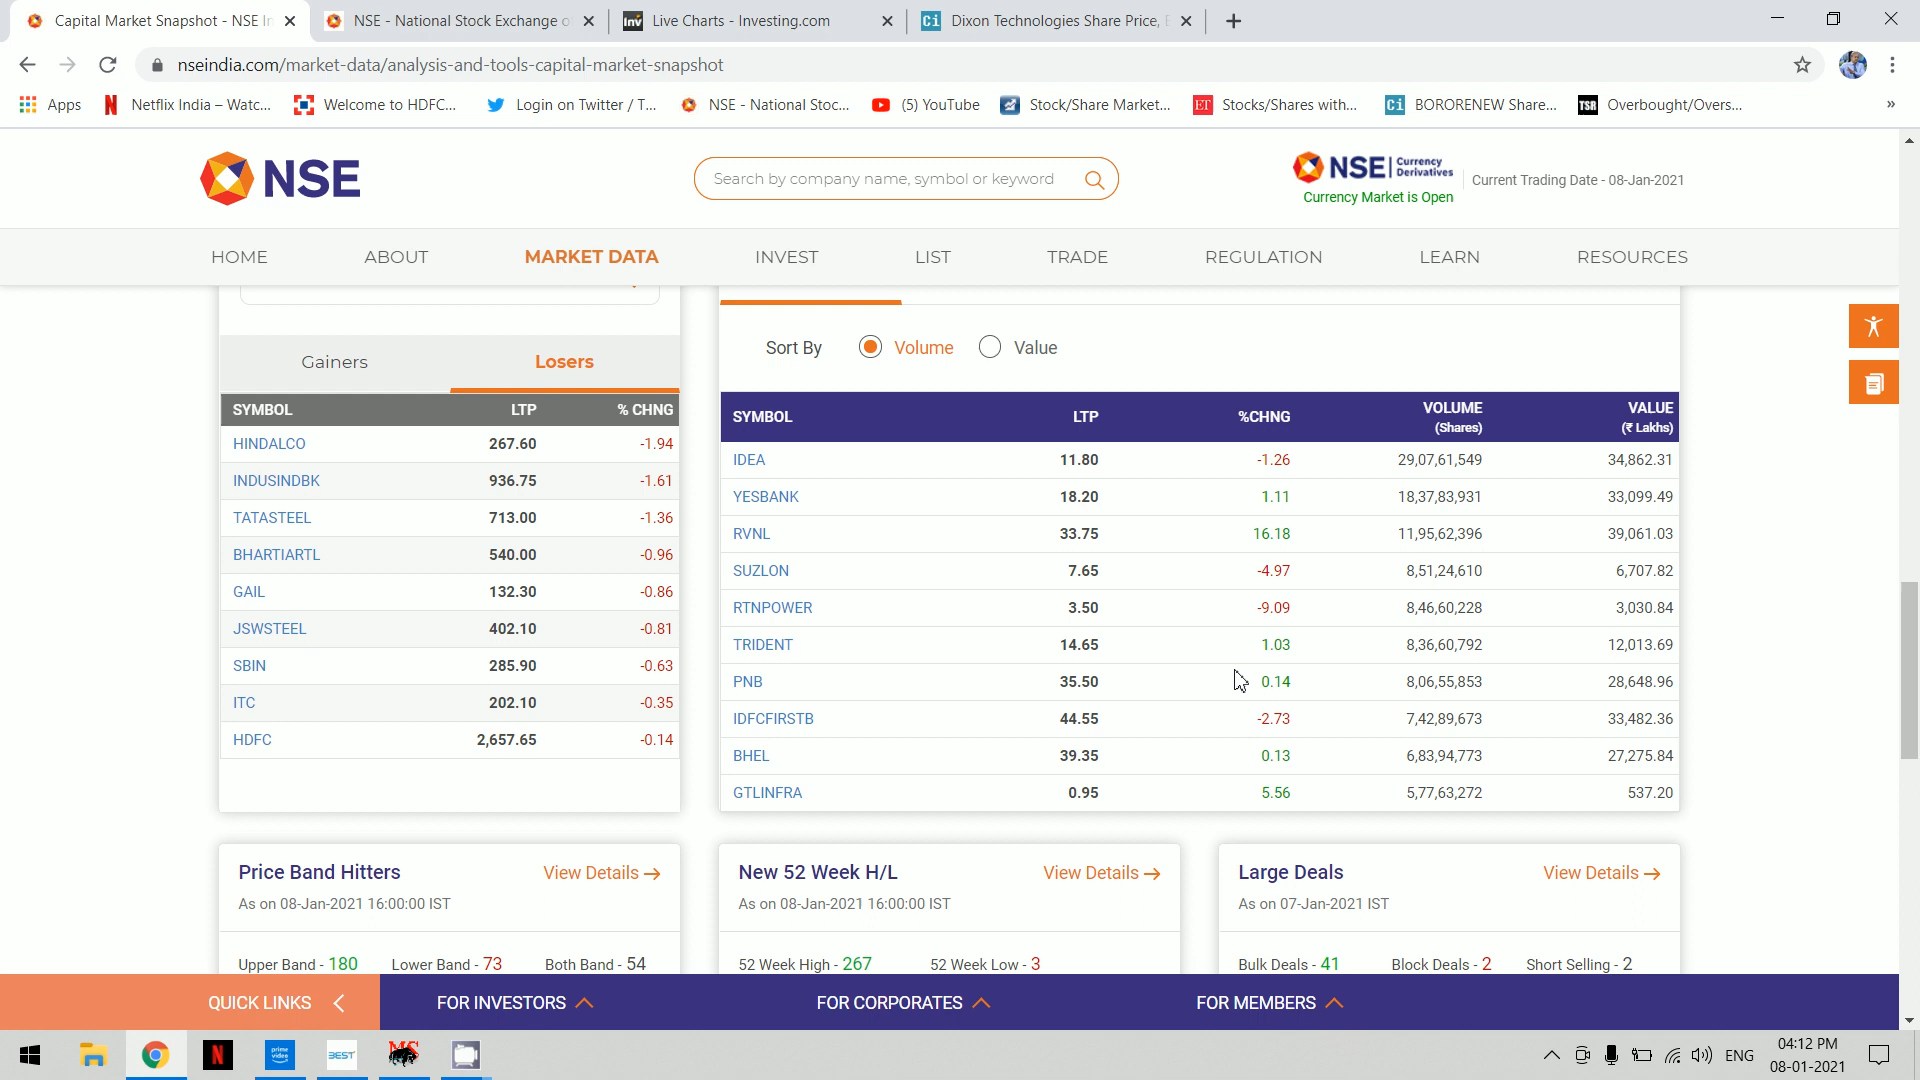 Capital Market Snapshot - NSE In
NSE - National Stock Exchange o
Live Charts - Investing.com
Dixon Technologies Share Price, E
nseindia.com/market-data/analysis-and-tools-capital-market-snapshot
Apps
Netflix India – Watc...
Welcome to HDFC...
Login on Twitter / T...
NSE - National Stoc...
(5) YouTube
Stock/Share Market...
Stocks/Shares with...
BORORENEW Share...
Overbought/Overs...
NSE
Search by company name, symbol or keyword
NSE Currency Derivatives
Currency Market is Open
Current Trading Date - 08-Jan-2021
HOME ABOUT MARKET DATA INVEST LIST TRADE REGULATION LEARN RESOURCES
Gainers Losers
SYMBOL LTP % CHNG
HINDALCO 267.60 -1.94
INDUSINDBK 936.75 -1.61
TATASTEEL 713.00 -1.36
BHARTIARTL 540.00 -0.96
GAIL 132.30 -0.86
JSWSTEEL 402.10 -0.81
SBIN 285.90 -0.63
ITC 202.10 -0.35
HDFC 2,657.65 -0.14
Sort By Volume Value
SYMBOL LTP %CHNG VOLUME (Shares) VALUE (₹ Lakhs)
IDEA 11.80 -1.26 29,07,61,549 34,862.31
YESBANK 18.20 1.11 18,37,83,931 33,099.49
RVNL 33.75 16.18 11,95,62,396 39,061.03
SUZLON 7.65 -4.97 8,51,24,610 6,707.82
RTNPOWER 3.50 -9.09 8,46,60,228 3,030.84
TRIDENT 14.65 1.03 8,36,60,792 12,013.69
PNB 35.50 0.14 8,06,55,853 28,648.96
IDFCFIRSTB 44.55 -2.73 7,42,89,673 33,482.36
BHEL 39.35 0.13 6,83,94,773 27,275.84
GTLINFRA 0.95 5.56 5,77,63,272 537.20
Price Band Hitters View Details
As on 08-Jan-2021 16:00:00 IST
Upper Band - 180 Lower Band - 73 Both Band - 54
New 52 Week H/L View Details
As on 08-Jan-2021 16:00:00 IST
52 Week High - 267 52 Week Low - 3
Large Deals View Details
As on 07-Jan-2021 IST
Bulk Deals - 41 Block Deals - 2 Short Selling - 2
QUICK LINKS FOR INVESTORS FOR CORPORATES FOR MEMBERS
prime video
BEST
MS
ENG
04:12 PM
08-01-2021